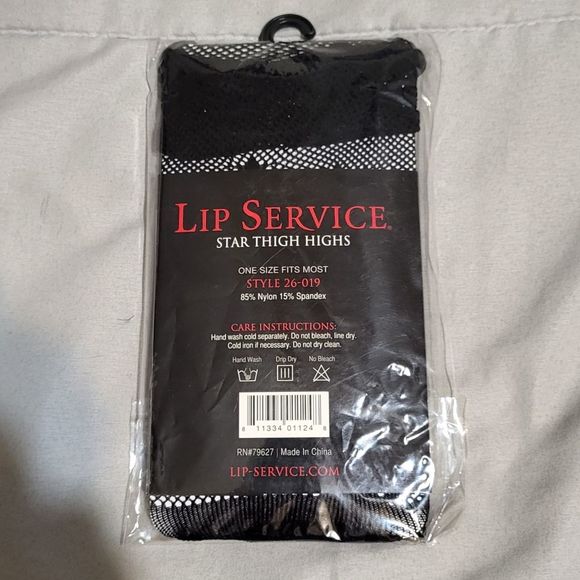 LIP SERVICE®
STAR THIGH HIGHS
ONE SIZE FITS MOST
STYLE 26-019
85% Nylon 15% Spandex
CARE INSTRUCTIONS:
Hand wash cold separately. Do not bleach, line dry.
Cold iron if necessary. Do not dry clean.
Hand Wash Drip Dry No Bleach
8 11334 01124 8
RN#79627 | Made In China
LIP-SERVICE.COM